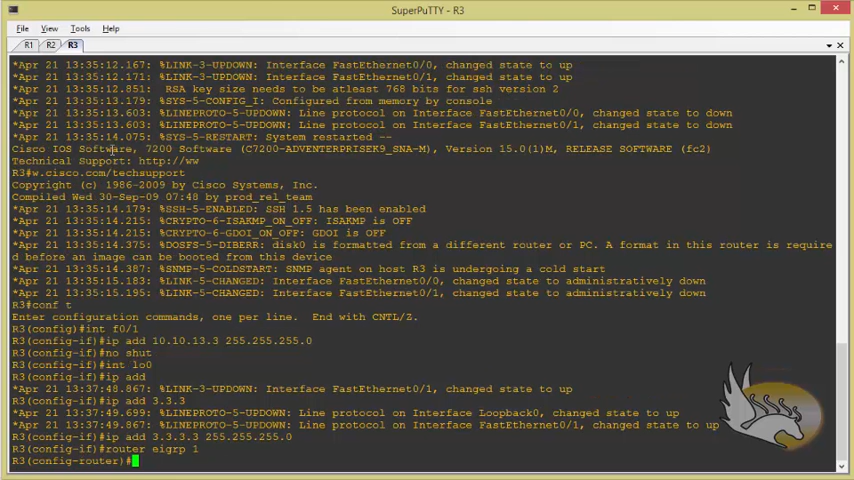 SuperPuTTY - R3
File View Tools Help
R1 R2 R3
*Apr 21 13:35:12.167: %LINK-3-UPDOWN: Interface FastEthernet0/0, changed state to up
*Apr 21 13:35:12.171: %LINK-3-UPDOWN: Interface FastEthernet0/1, changed state to up
*Apr 21 13:35:12.851:  RSA key size needs to be atleast 768 bits for ssh version 2
*Apr 21 13:35:13.179: %SYS-5-CONFIG_I: Configured from memory by console
*Apr 21 13:35:13.603: %LINEPROTO-5-UPDOWN: Line protocol on Interface FastEthernet0/0, changed state to down
*Apr 21 13:35:13.603: %LINEPROTO-5-UPDOWN: Line protocol on Interface FastEthernet0/1, changed state to down
*Apr 21 13:35:14.075: %SYS-5-RESTART: System restarted --
Cisco IOS Software, 7200 Software (C7200-ADVENTERPRISEK9_SNA-M), Version 15.0(1)M, RELEASE SOFTWARE (fc2)
Technical Support: http://ww
R3#w.cisco.com/techsupport
Copyright (c) 1986-2009 by Cisco Systems, Inc.
Compiled Wed 30-Sep-09 07:48 by prod_rel_team
*Apr 21 13:35:14.179: %SSH-5-ENABLED: SSH 1.5 has been enabled
*Apr 21 13:35:14.215: %CRYPTO-6-ISAKMP_ON_OFF: ISAKMP is OFF
*Apr 21 13:35:14.215: %CRYPTO-6-GDOI_ON_OFF: GDOI is OFF
*Apr 21 13:35:14.375: %DOSFS-5-DIBERR: disk0 is formatted from a different router or PC. A format in this router is require
d before an image can be booted from this device
*Apr 21 13:35:14.387: %SNMP-5-COLDSTART: SNMP agent on host R3 is undergoing a cold start
*Apr 21 13:35:15.183: %LINK-5-CHANGED: Interface FastEthernet0/0, changed state to administratively down
*Apr 21 13:35:15.195: %LINK-5-CHANGED: Interface FastEthernet0/1, changed state to administratively down
R3#conf t
Enter configuration commands, one per line.  End with CNTL/Z.
R3(config)#int f0/1
R3(config-if)#ip add 10.10.13.3 255.255.255.0
R3(config-if)#no shut
R3(config-if)#int lo0
R3(config-if)#ip add
*Apr 21 13:37:48.867: %LINK-3-UPDOWN: Interface FastEthernet0/1, changed state to up
R3(config-if)#ip add 3.3.3
*Apr 21 13:37:49.699: %LINEPROTO-5-UPDOWN: Line protocol on Interface Loopback0, changed state to up
*Apr 21 13:37:49.867: %LINEPROTO-5-UPDOWN: Line protocol on Interface FastEthernet0/1, changed state to up
R3(config-if)#ip add 3.3.3.3 255.255.255.0
R3(config-if)#router eigrp 1
R3(config-router)#